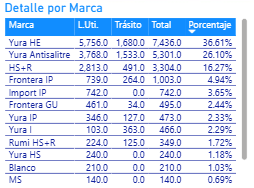 Detalle por Marca
Marca L.Uti. Tránsito Total Porcentaje
Yura HE 5,756.0 1,680.0 7,436.0 36.61%
Yura Antisalitre 3,768.0 1,533.0 5,301.0 26.10%
HS+R 2,813.0 491.0 3,304.0 16.27%
Frontera IP 739.0 264.0 1,003.0 4.94%
Import IP 742.0 0.0 742.0 3.65%
Frontera GU 461.0 34.0 495.0 2.44%
Yura IP 346.0 127.0 473.0 2.33%
Yura I 103.0 363.0 466.0 2.29%
Rumi HS+R 224.0 125.0 349.0 1.72%
Yura HS 240.0 0.0 240.0 1.18%
Blanco 210.0 0.0 210.0 1.03%
MS 140.0 0.0 140.0 0.69%